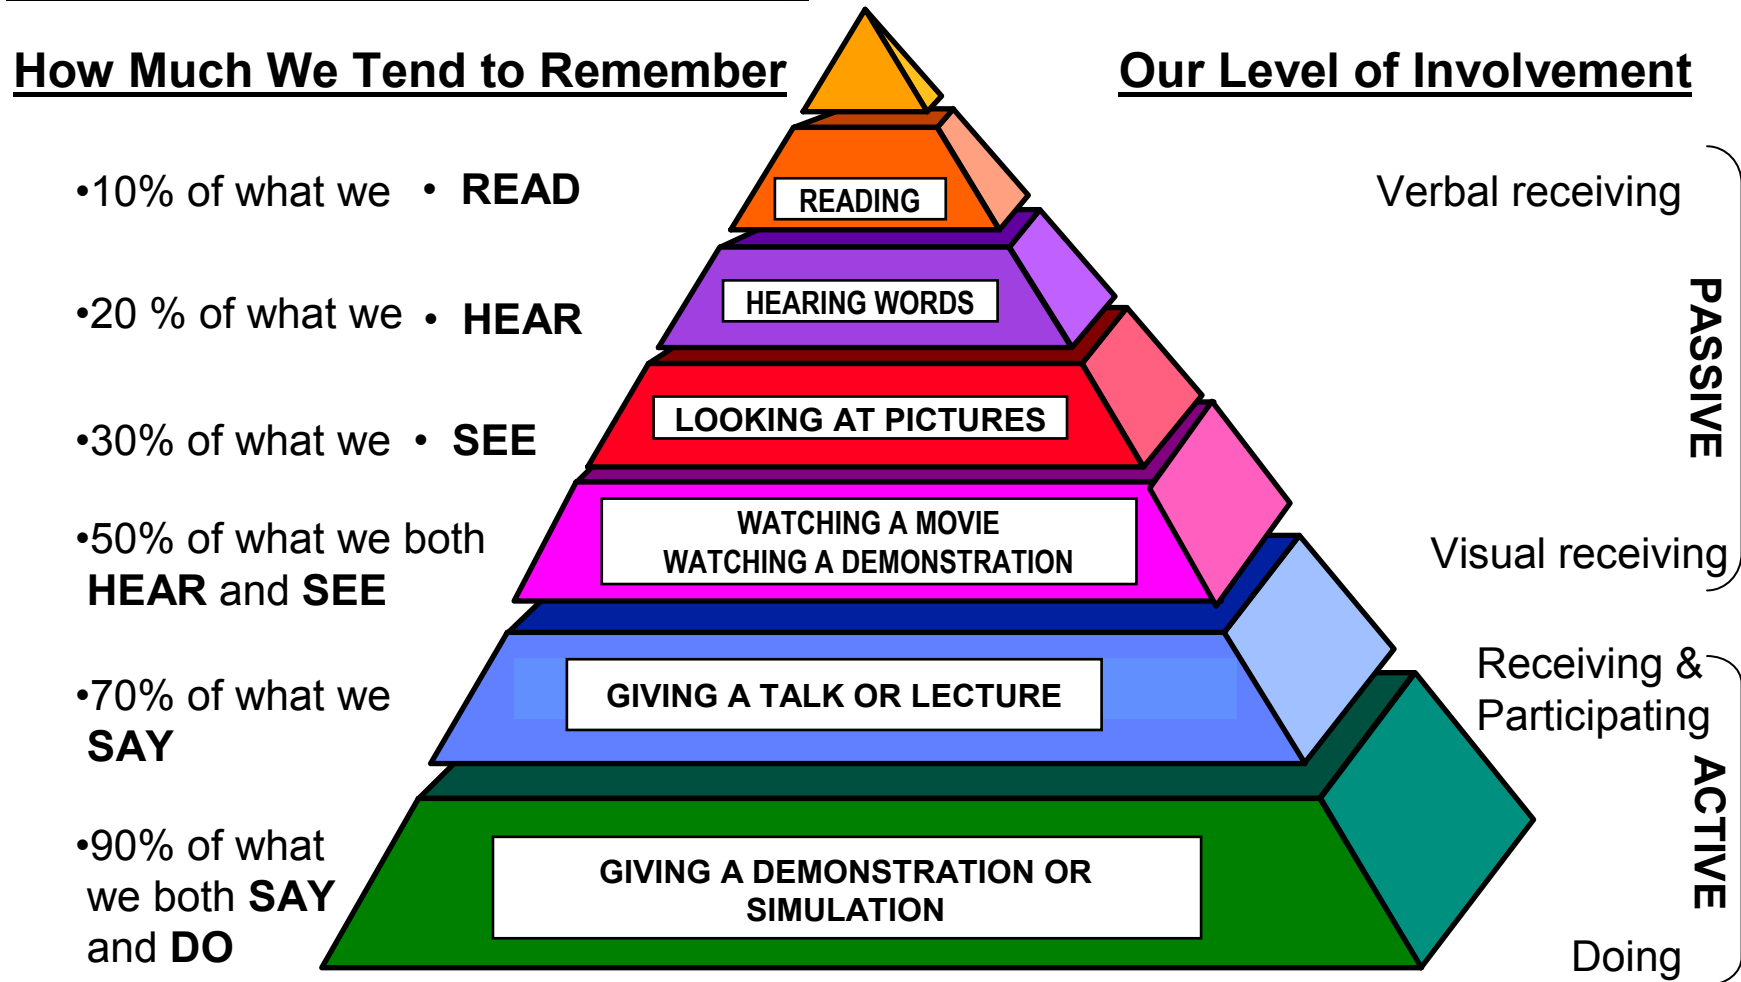 How Much We Tend to Remember
Our Level of Involvement
•10% of what we • READ
READING
Verbal receiving
•20 % of what we • HEAR
HEARING WORDS
PASSIVE
•30% of what we • SEE
LOOKING AT PICTURES
•50% of what we both
HEAR and SEE
WATCHING A MOVIE
WATCHING A DEMONSTRATION
Visual receiving
•70% of what we
SAY
GIVING A TALK OR LECTURE
Receiving &
Participating
ACTIVE
•90% of what
we both SAY
and DO
GIVING A DEMONSTRATION OR
SIMULATION
Doing